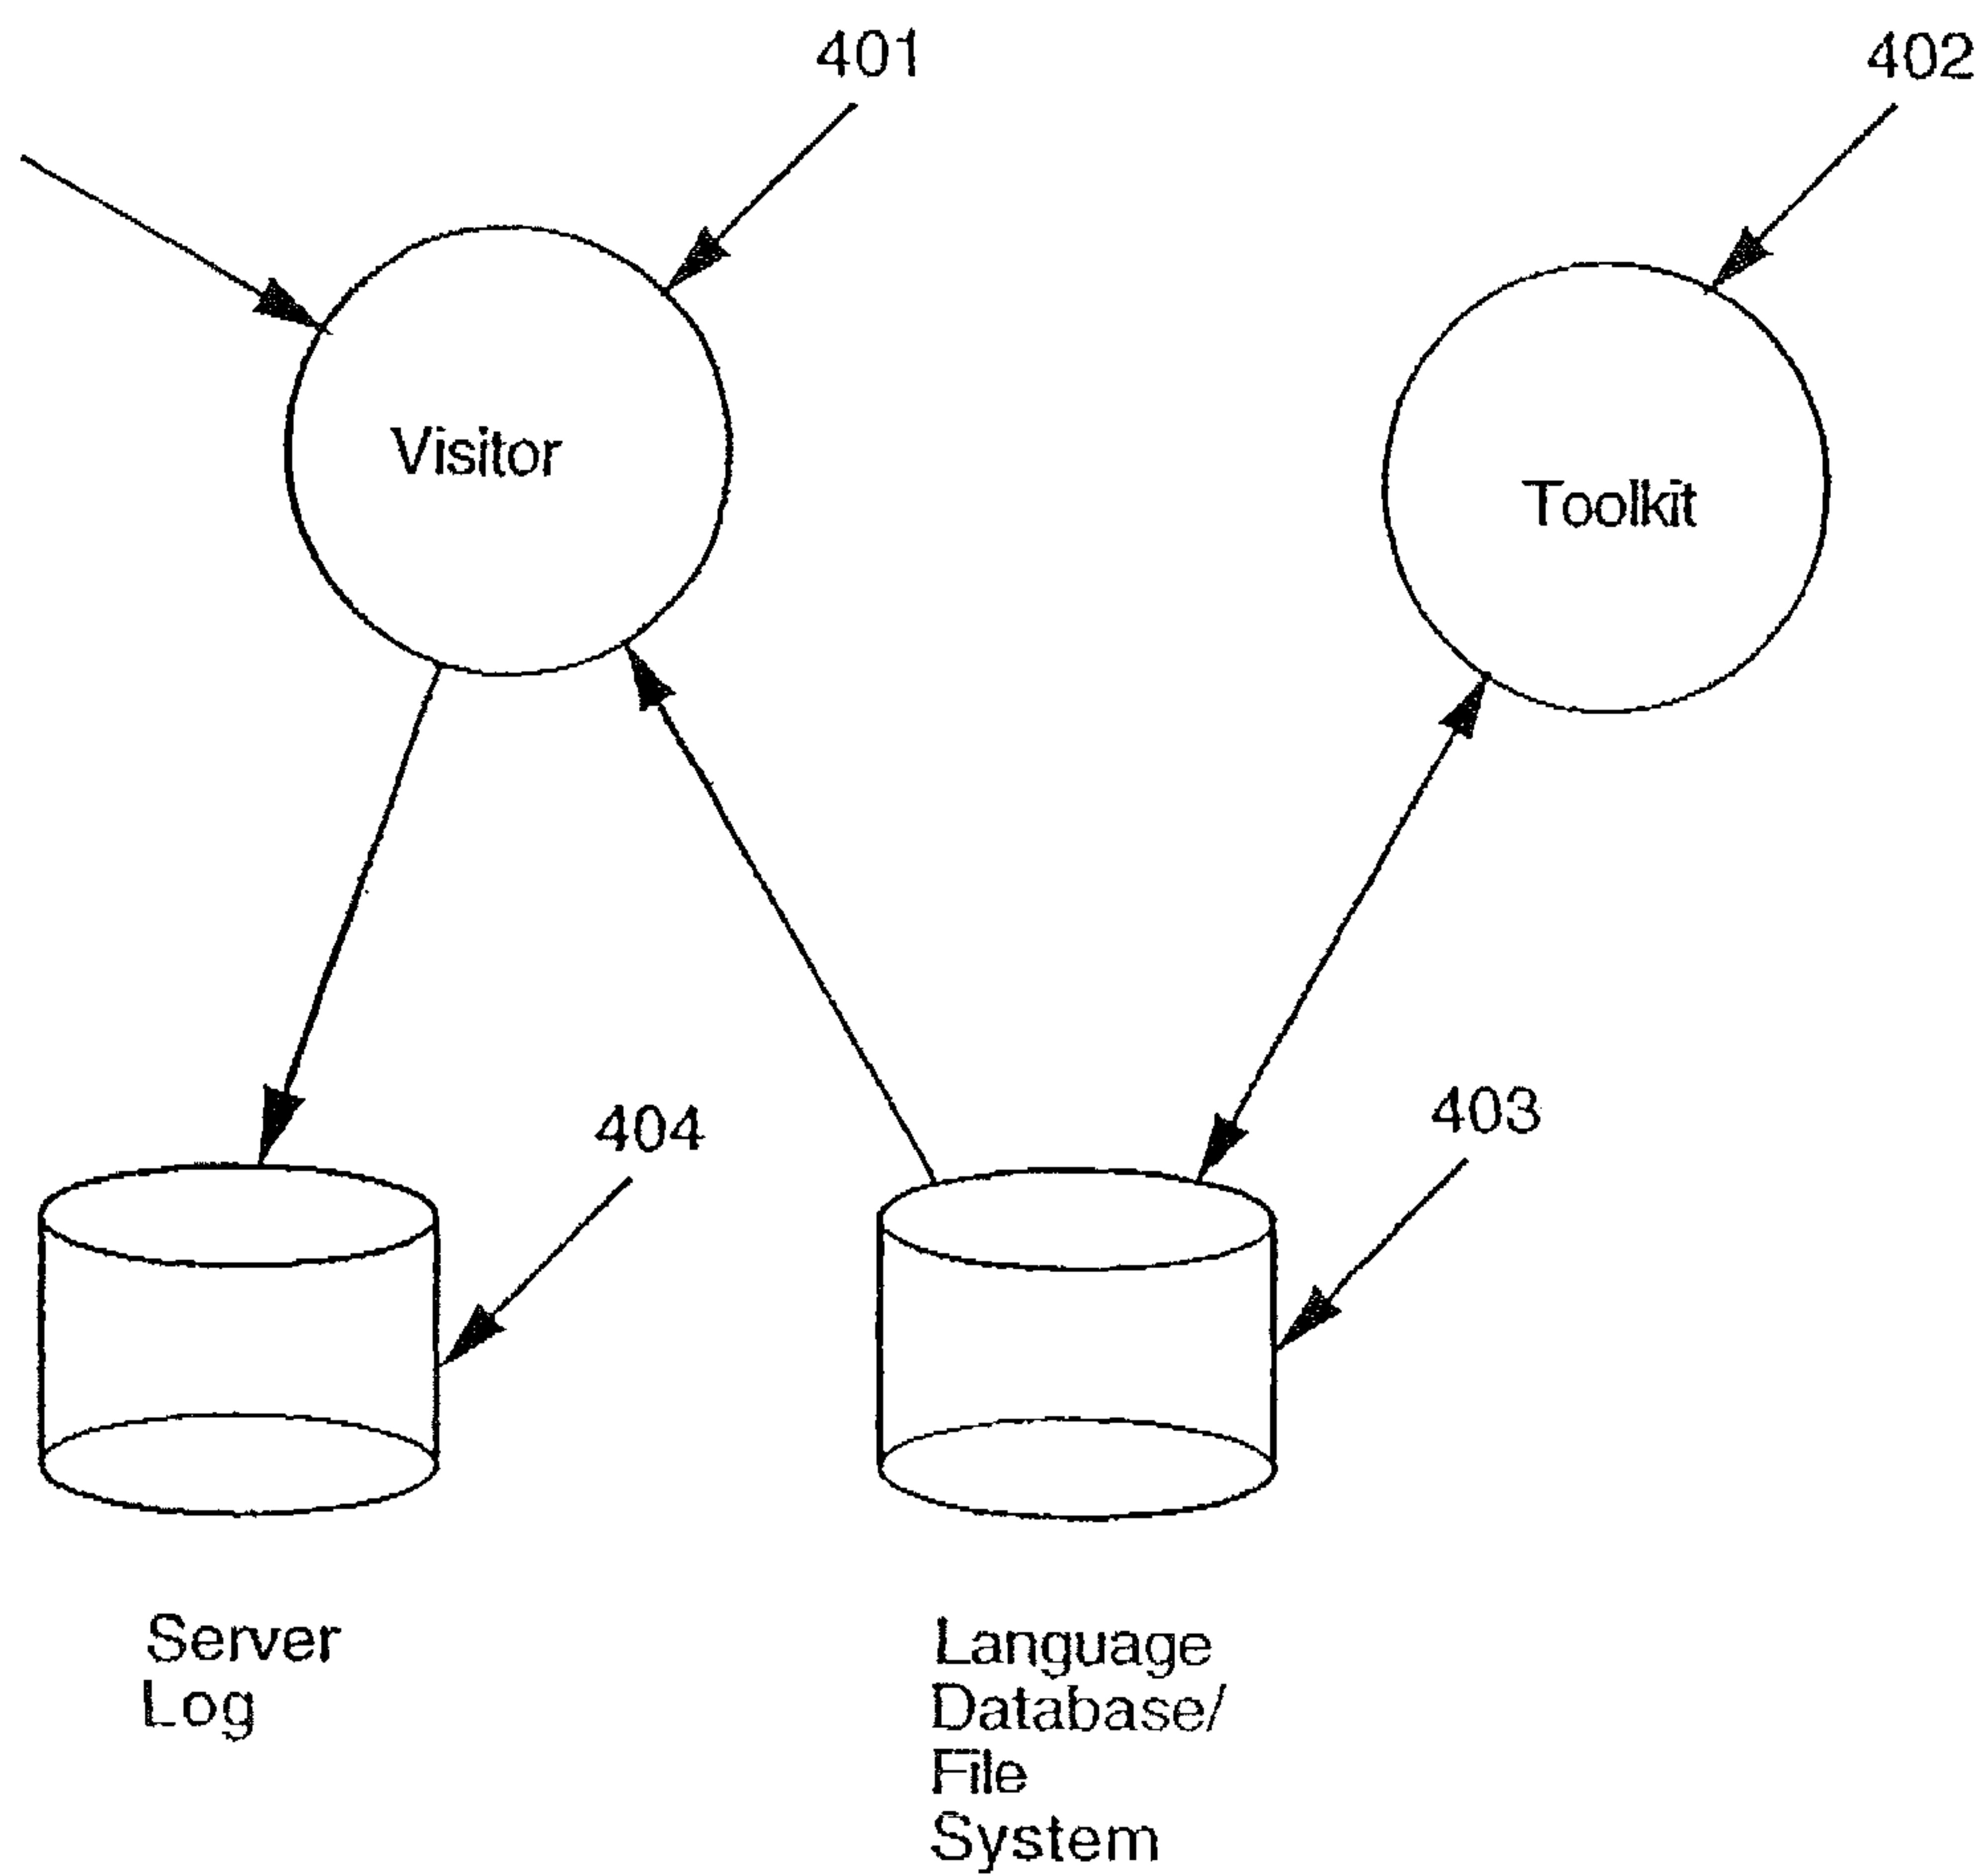 401
402
Visitor
Toolkit
404
403
Server
Log
Language
Database/
File
System